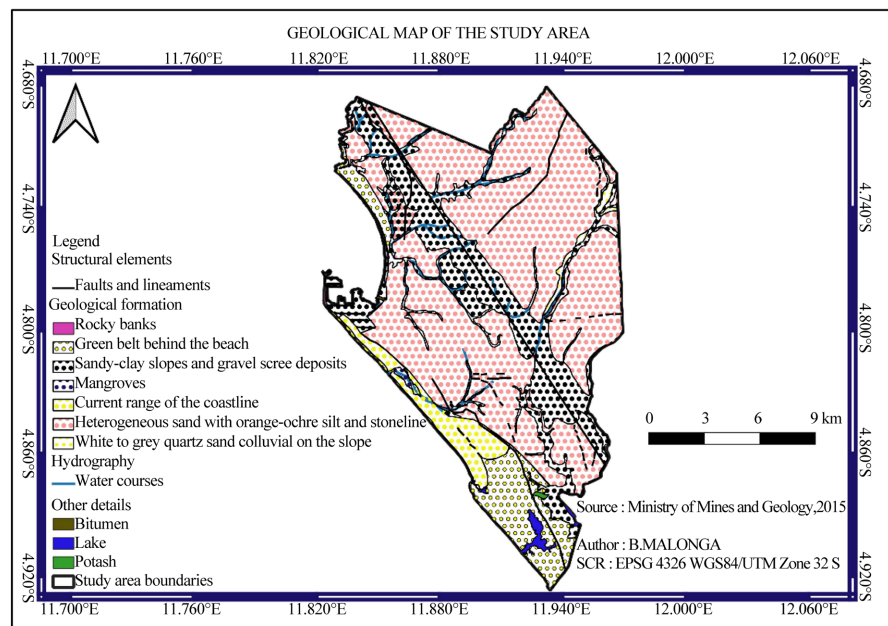 GEOLOGICAL MAP OF THE STUDY AREA
11.700°E 11.760°E 11.820°E 11.880°E 11.940°E 12.000°E 12.060°E
4.680°S
4.680°S
4.740°S
4.740°S
4.800°S
4.800°S
4.860°S
4.860°S
4.920°S
4.920°S
Legend
Structural elements
Faults and lineaments
Geological formation
Rocky banks
Green belt behind the beach
Sandy-clay slopes and gravel scree deposits
Mangroves
Current range of the coastline
Heterogeneous sand with orange-ochre silt and stoneline
White to grey quartz sand colluvial on the slope
Hydrography
Water courses
Other details
Bitumen
Lake
Potash
Study area boundaries
0 3 6 9 km
Source : Ministry of Mines and Geology,2015
Author : B.MALONGA
SCR : EPSG 4326 WGS84/UTM Zone 32 S
11.700°E 11.760°E 11.820°E 11.880°E 11.940°E 12.000°E 12.060°E